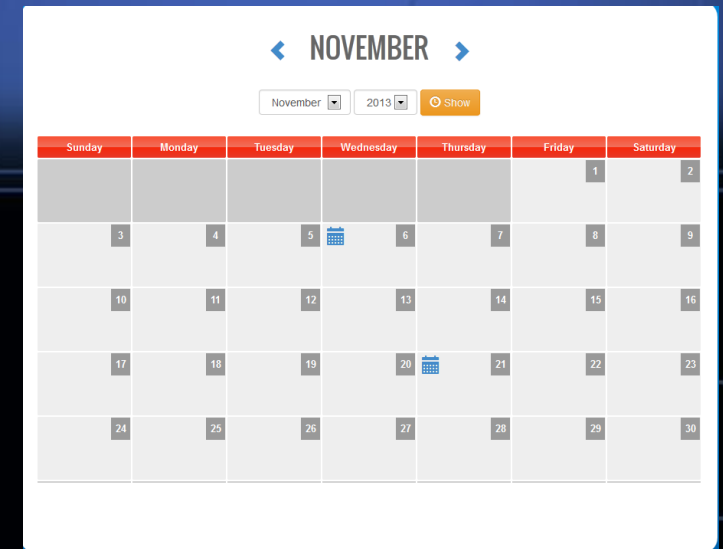 NOVEMBER
November 2013 Show
Sunday Monday Tuesday Wednesday Thursday Friday Saturday
1 2
3 4 5 6 7 8 9
10 11 12 13 14 15 16
17 18 19 20 21 22 23
24 25 26 27 28 29 30